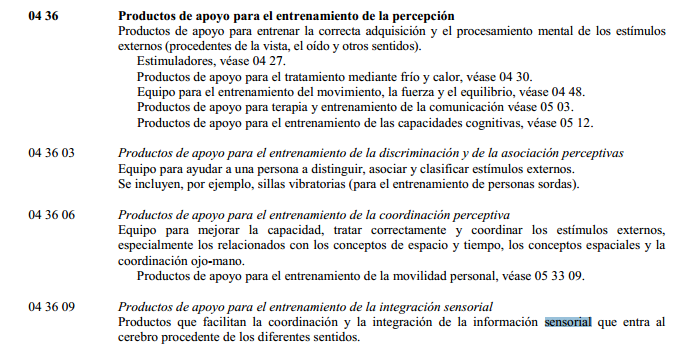 04 36 Productos de apoyo para el entrenamiento de la percepción
Productos de apoyo para entrenar la correcta adquisición y el procesamiento mental de los estímulos
externos (procedentes de la vista, el oído y otros sentidos).
Estimuladores, véase 04 27.
Productos de apoyo para el tratamiento mediante frío y calor, véase 04 30.
Equipo para el entrenamiento del movimiento, la fuerza y el equilibrio, véase 04 48.
Productos de apoyo para terapia y entrenamiento de la comunicación véase 05 03.
Productos de apoyo para el entrenamiento de las capacidades cognitivas, véase 05 12.
04 36 03 Productos de apoyo para el entrenamiento de la discriminación y de la asociación perceptivas
Equipo para ayudar a una persona a distinguir, asociar y clasificar estímulos externos.
Se incluyen, por ejemplo, sillas vibratorias (para el entrenamiento de personas sordas).
04 36 06 Productos de apoyo para el entrenamiento de la coordinación perceptiva
Equipo para mejorar la capacidad, tratar correctamente y coordinar los estímulos externos,
especialmente los relacionados con los conceptos de espacio y tiempo, los conceptos espaciales y la
coordinación ojo-mano.
Productos de apoyo para el entrenamiento de la movilidad personal, véase 05 33 09.
04 36 09 Productos de apoyo para el entrenamiento de la integración sensorial
Productos que facilitan la coordinación y la integración de la información sensorial que entra al
cerebro procedente de los diferentes sentidos.